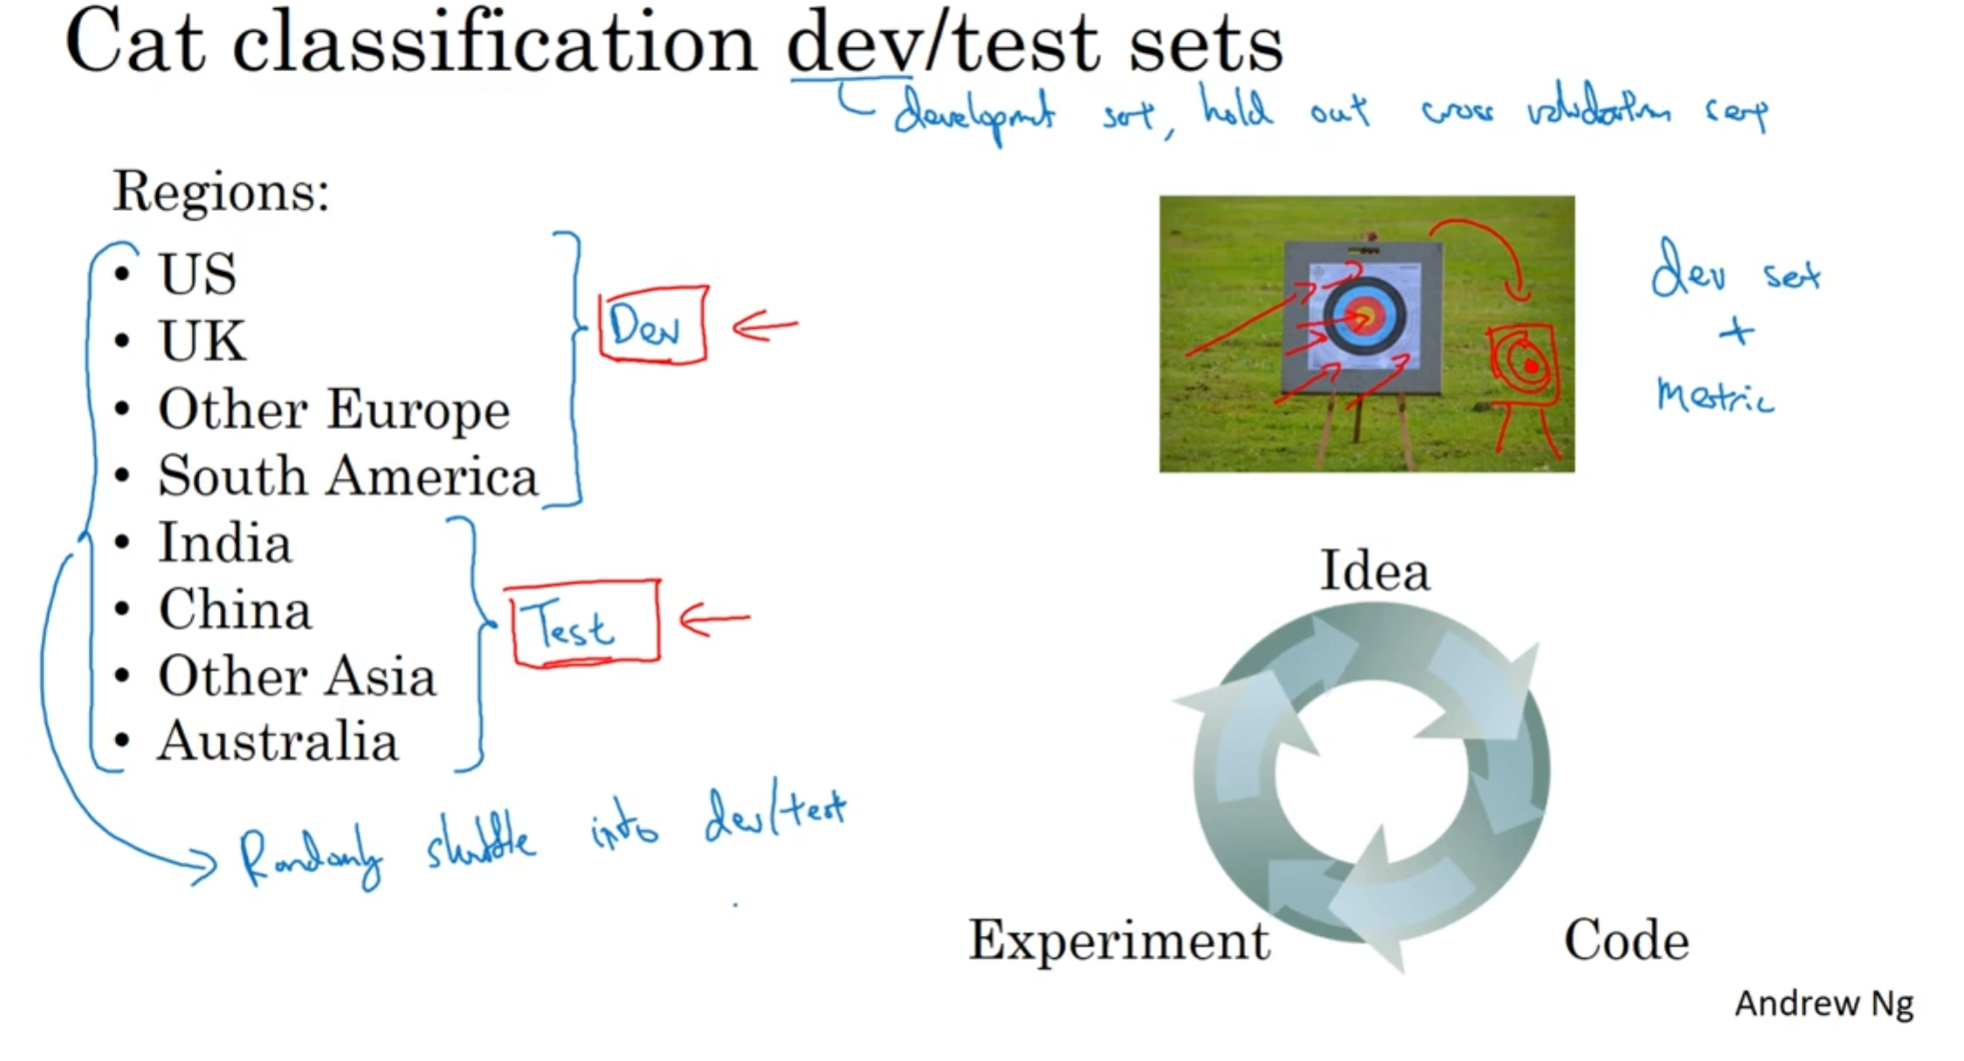 Cat classification dev/test sets
development set, hold out cross validation set
Regions:
• US
• UK
• Other Europe
• South America
• India
• China
• Other Asia
• Australia
Dev
Test
Randomly shuffle into dev/test
dev set
+
metric
Idea
Code
Experiment
Andrew Ng